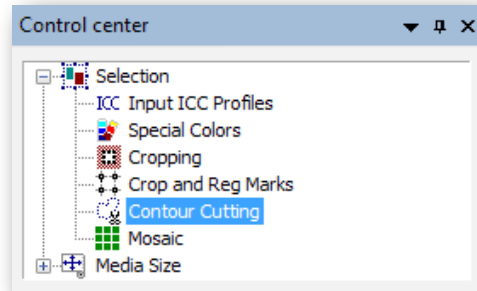 Control center
Selection
ICC Input ICC Profiles
Special Colors
Cropping
Crop and Reg Marks
Contour Cutting
Mosaic
Media Size